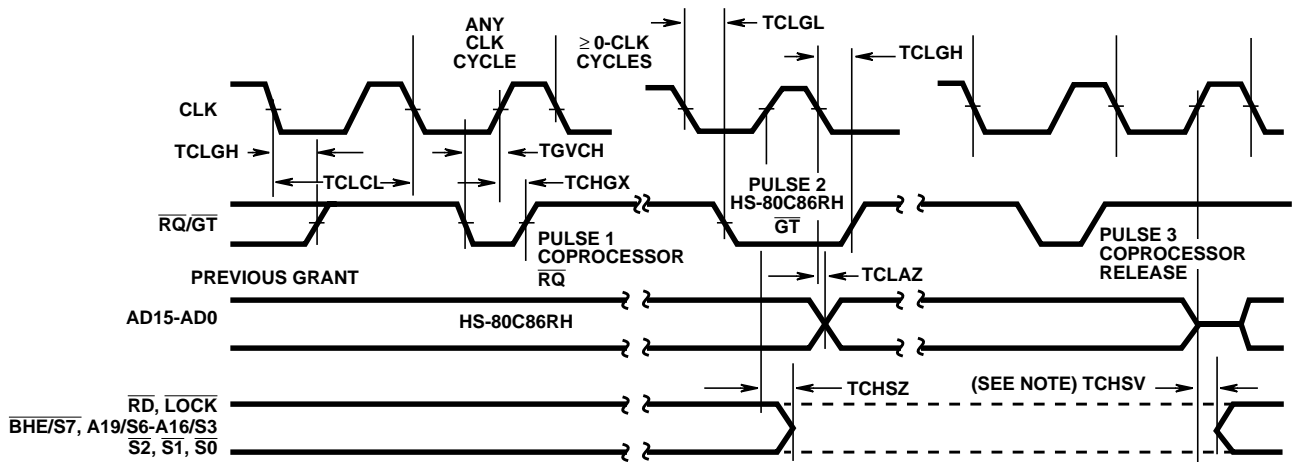 ANY
CLK
CYCLE
≥ 0-CLK
CYCLES
TCLGL
TCLGH
CLK
TCLGH
TGVCH
TCLCL
TCHGX
RQ/GT
PULSE 2
HS-80C86RH
GT
PULSE 1
COPROCESSOR
RQ
PULSE 3
COPROCESSOR
RELEASE
PREVIOUS GRANT
TCLAZ
AD15-AD0
HS-80C86RH
TCHSZ
(SEE NOTE) TCHSV
RD, LOCK
BHE/S7, A19/S6-A16/S3
S2, S1, S0